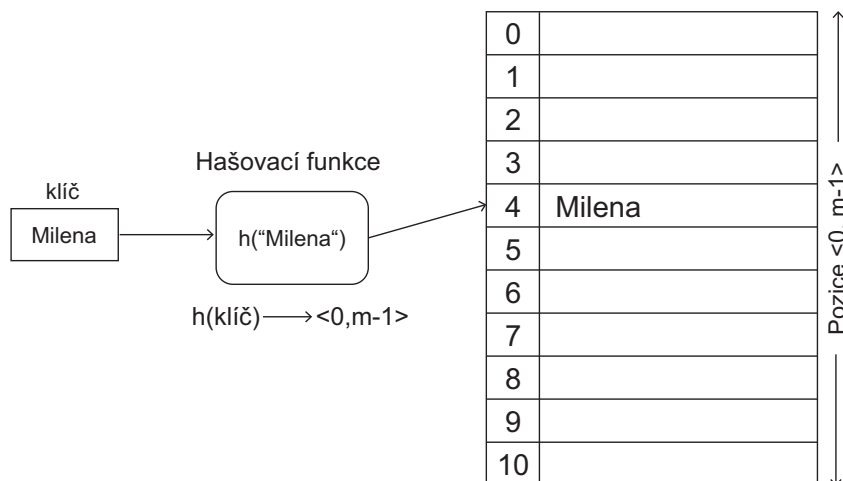 klíč
Milena
Hašovací funkce
h(“Milena“)
h(klíč) ⟶ <0,m-1>
0
1
2
3
4 Milena
5
6
7
8
9
10
Pozice <0, m-1>